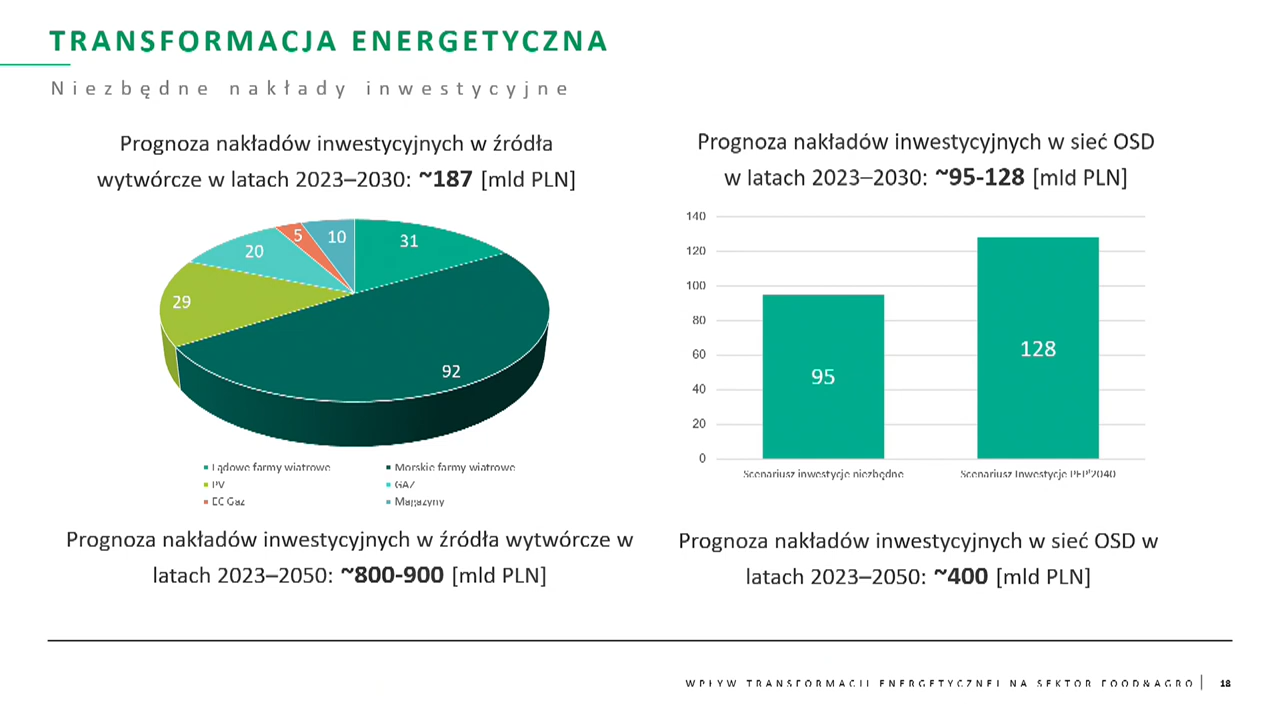 TRANSFORMACJA ENERGETYCZNA
Niezbędne nakłady inwestycyjne
Prognoza nakładów inwestycyjnych w źródła
wytwórcze w latach 2023–2030: ~187 [mld PLN]
31
92
29
20
5
10
Lądowe farmy wiatrowe
Morskie farmy wiatrowe
PV
GAZ
EC Gaz
Magazyny
Prognoza nakładów inwestycyjnych w źródła wytwórcze w
latach 2023–2050: ~800-900 [mld PLN]
Prognoza nakładów inwestycyjnych w sieć OSD
w latach 2023–2030: ~95-128 [mld PLN]
140
120
100
80
60
40
20
0
95
128
Scenariusz inwestycje niezbędne
Scenariusz Inwestycje PEP'2040
Prognoza nakładów inwestycyjnych w sieć OSD w
latach 2023–2050: ~400 [mld PLN]
WPŁYW TRANSFORMACJI ENERGETYCZNEJ NA SEKTOR FOOD&AGRO | 18